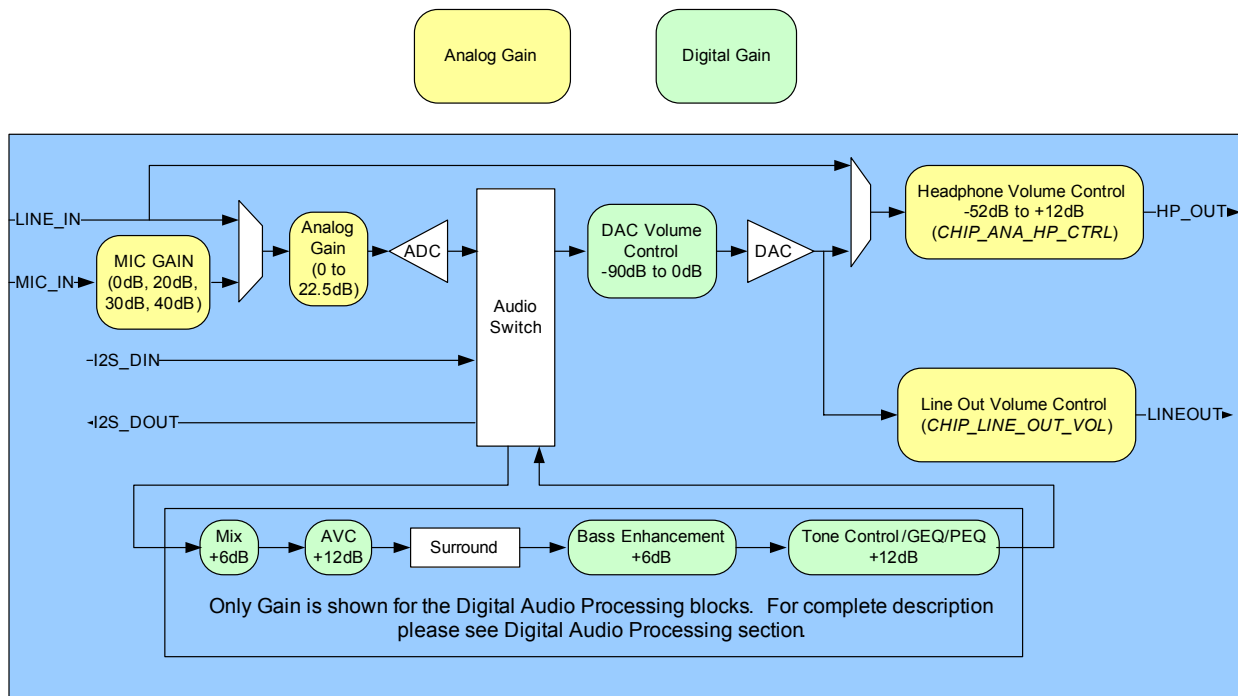 Analog Gain
Digital Gain
LINE_IN
MIC_IN
MIC GAIN
(0dB, 20dB,
30dB, 40dB)
Analog
Gain
(0 to
22.5dB)
ADC
Audio
Switch
DAC Volume
Control
-90dB to 0dB
DAC
Headphone Volume Control
-52dB to +12dB
(CHIP_ANA_HP_CTRL)
HP_OUT
I2S_DIN
I2S_DOUT
Line Out Volume Control
(CHIP_LINE_OUT_VOL)
LINEOUT
Mix
+6dB
AVC
+12dB
Surround
Bass Enhancement
+6dB
Tone Control/GEQ/PEQ
+12dB
Only Gain is shown for the Digital Audio Processing blocks. For complete description
please see Digital Audio Processing section.